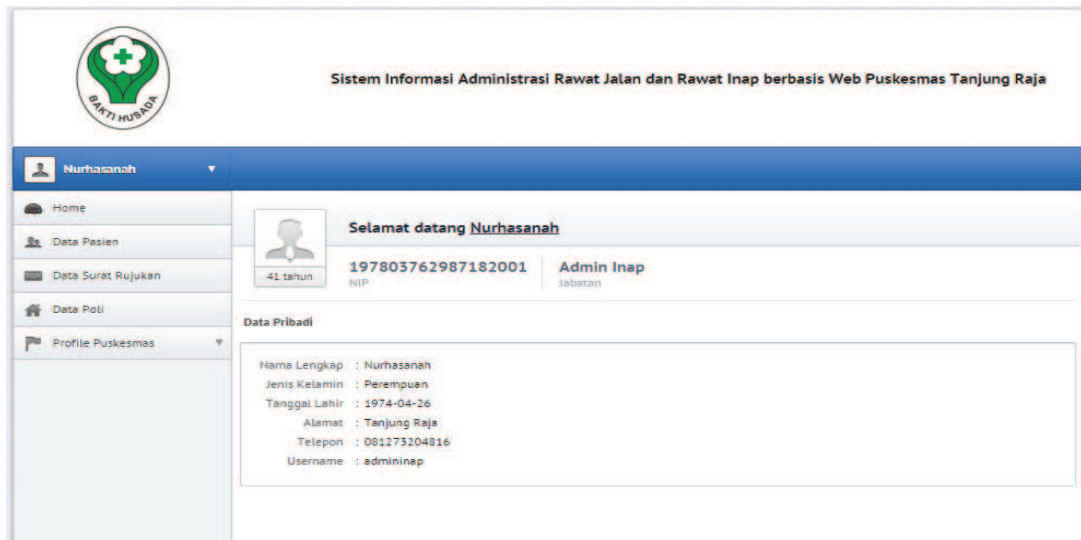 BAKTI HUSADA
Sistem Informasi Administrasi Rawat Jalan dan Rawat Inap berbasis Web Puskesmas Tanjung Raja
Nurhasanah
Home
Data Pasien
Data Surat Rujukan
Data Poli
Profile Puskesmas
Selamat datang Nurhasanah
41 tahun
197803762987182001 Admin Inap
NIP Jabatan
Data Pribadi
Nama Lengkap : Nurhasanah
Jenis Kelamin : Perempuan
Tanggal Lahir : 1974-04-26
Alamat : Tanjung Raja
Telepon : 081273204816
Username : admininap